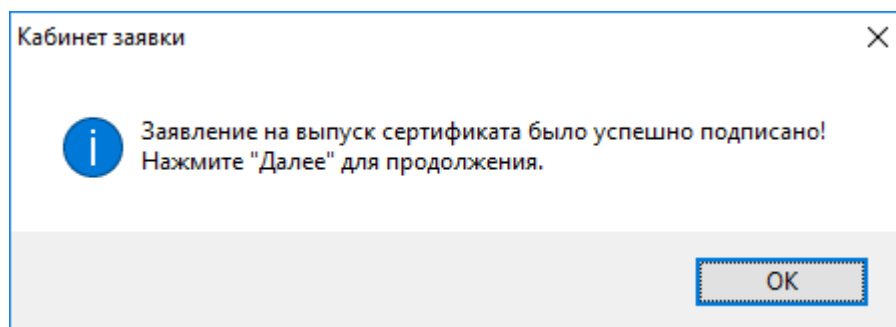 Кабинет заявки
Заявление на выпуск сертификата было успешно подписано!
Нажмите "Далее" для продолжения.
OK